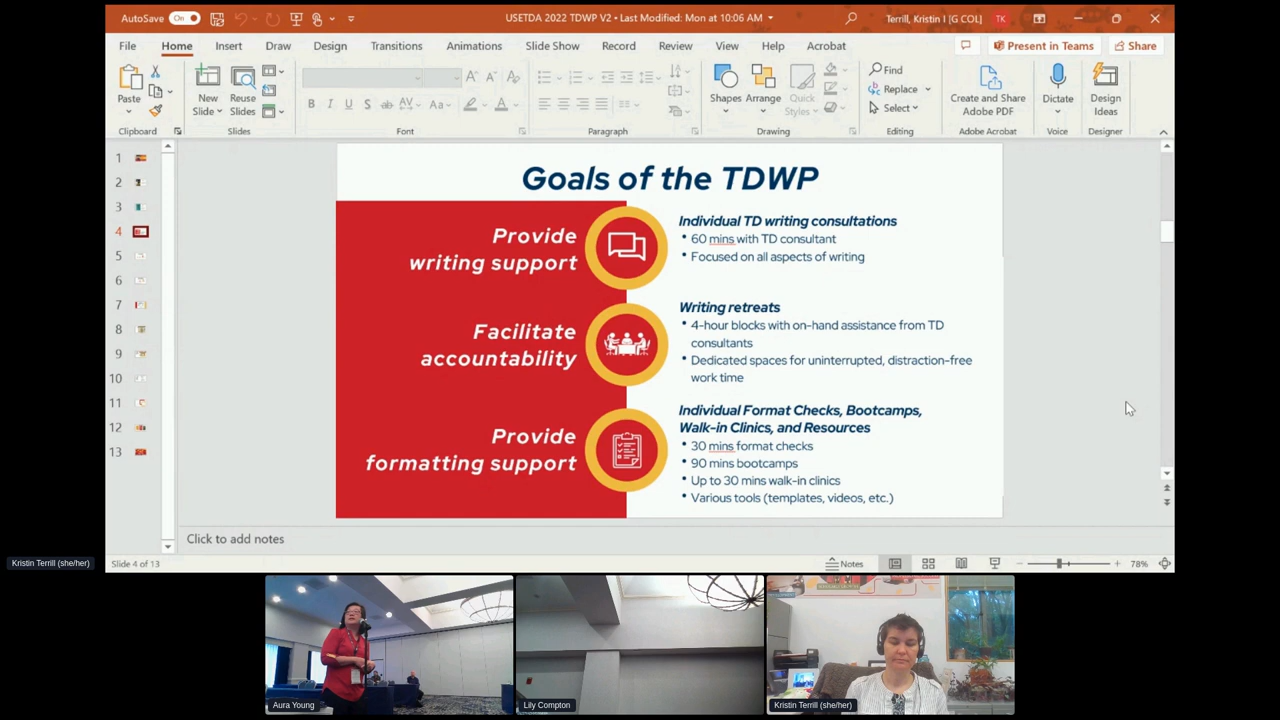 AutoSave On
USETDA 2022 TDWP V2 • Last Modified: Mon at 10:06 AM
Terrill, Kristin I [G COL] TK
File Home Insert Draw Design Transitions Animations Slide Show Record Review View Help Acrobat Present in Teams Share
Paste
New Slide
Reuse Slides
B I U S ab AV Aa A
Shapes
Arrange
Quick Styles
Find
Replace
Select
Create and Share Adobe PDF
Dictate
Design Ideas
Clipboard Slides Font Paragraph Drawing Editing Adobe Acrobat Voice Designer
1
2
3
4
5
6
7
8
9
10
11
12
13
Goals of the TDWP
Provide
writing support
Individual TD writing consultations
• 60 mins with TD consultant
• Focused on all aspects of writing
Facilitate
accountability
Writing retreats
• 4-hour blocks with on-hand assistance from TD
consultants
• Dedicated spaces for uninterrupted, distraction-free
work time
Provide
formatting support
Individual Format Checks, Bootcamps,
Walk-in Clinics, and Resources
• 30 mins format checks
• 90 mins bootcamps
• Up to 30 mins walk-in clinics
• Various tools (templates, videos, etc.)
Click to add notes
Slide 4 of 13
Notes
78%
Kristin Terrill (she/her)
Aura Young
Lily Compton
Kristin Terrill (she/her)